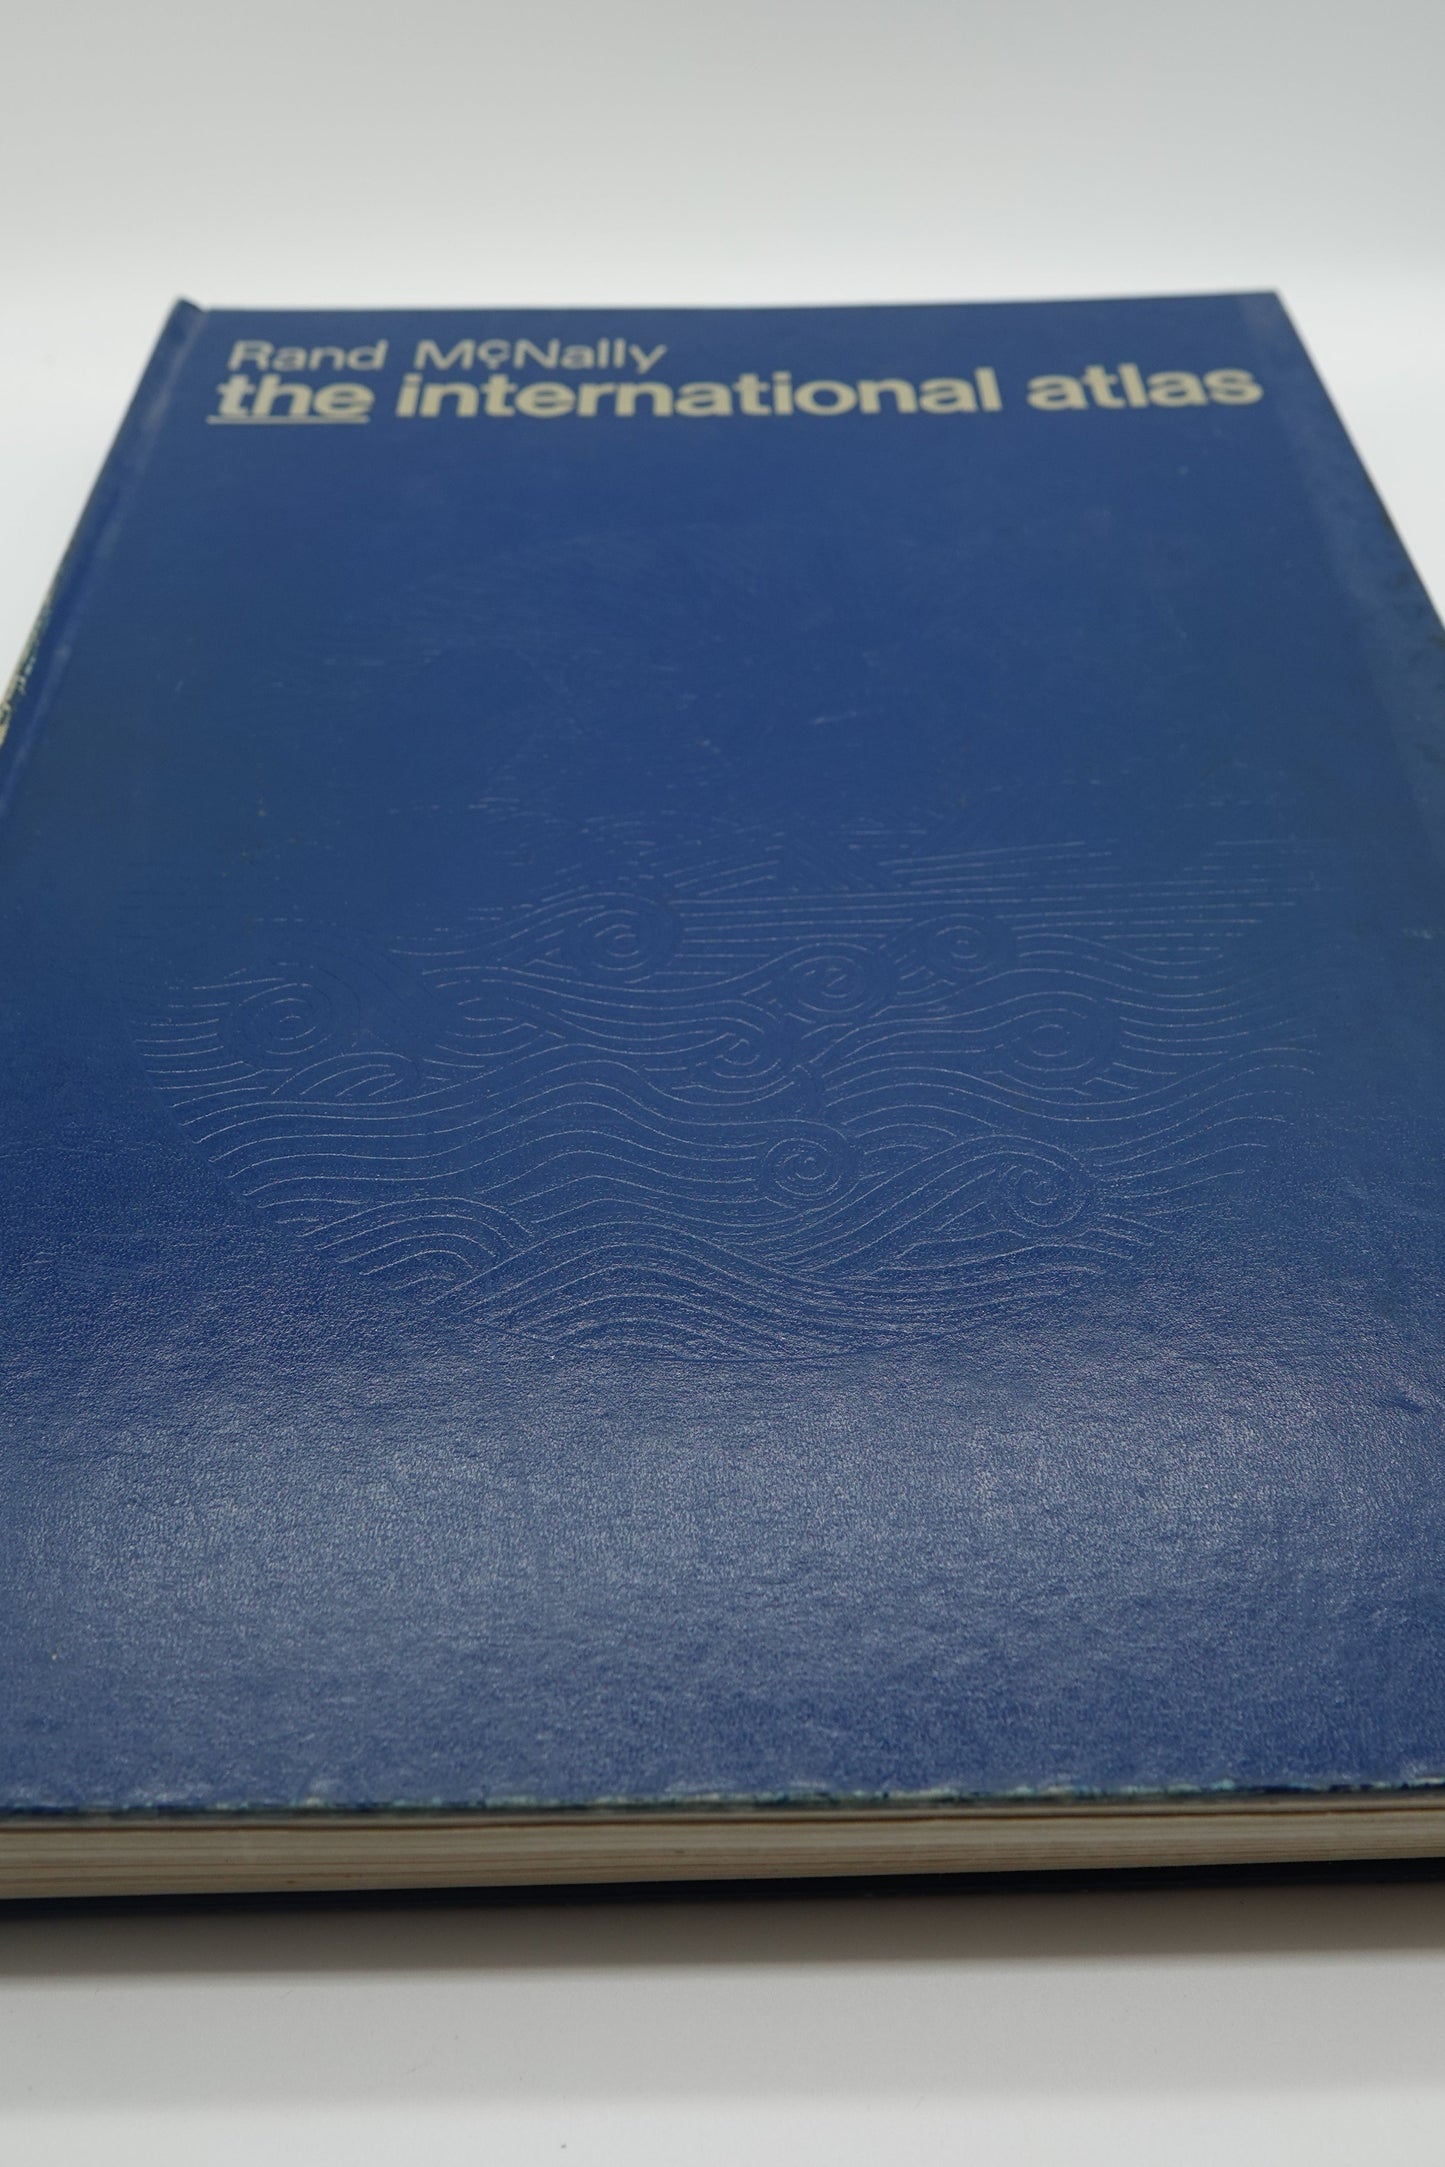 Rand McNally
the international atlas